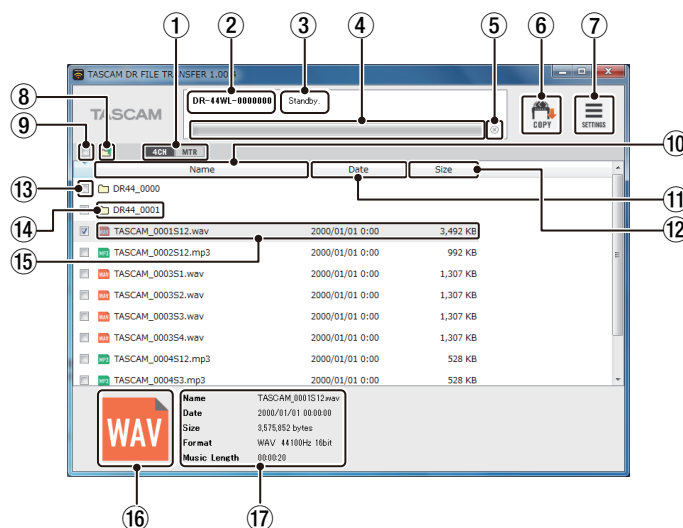 ① ② ③ ④ ⑤ ⑥ ⑦
TASCAM DR FILE TRANSFER 1.00
⑧
DR-44WL-0000000 Standby.
TASCAM
COPY SETTINGS
⑨
4CH MTR
⑩
Name Date Size
⑬ DR44_0000
⑪
⑭ DR44_0001
⑫
TASCAM_0001S12.wav 2000/01/01 0:00 3,492 KB
⑮
TASCAM_0002S12.mp3 2000/01/01 0:00 992 KB
TASCAM_0003S1.wav 2000/01/01 0:00 1,307 KB
TASCAM_0003S2.wav 2000/01/01 0:00 1,307 KB
TASCAM_0003S3.wav 2000/01/01 0:00 1,307 KB
TASCAM_0003S4.wav 2000/01/01 0:00 1,307 KB
TASCAM_0004S12.mp3 2000/01/01 0:00 528 KB
TASCAM_0004S3.mp3 2000/01/01 0:00 528 KB
WAV
Name TASCAM_0001S12.wav
Date 2000/01/01 00:00:00
Size 3,575,852 bytes
Format WAV 44100Hz 16bit
Music Length 00:00:20
⑯ ⑰